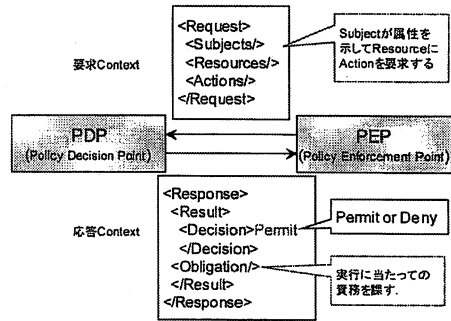 <Request>
<Subjects/>
<Resources/>
<Actions/>
</Request>
Subjectが属性を
示してResourceに
Actionを要求する
要求Context
PDP
(Policy Decision Point)
PEP
(Policy Enforcement Point)
応答Context
<Response>
<Result>
<Decision>Permit
</Decision>
<Obligation/>
</Result>
</Response>
Permit or Deny
実行に当たっての
責務を課す.